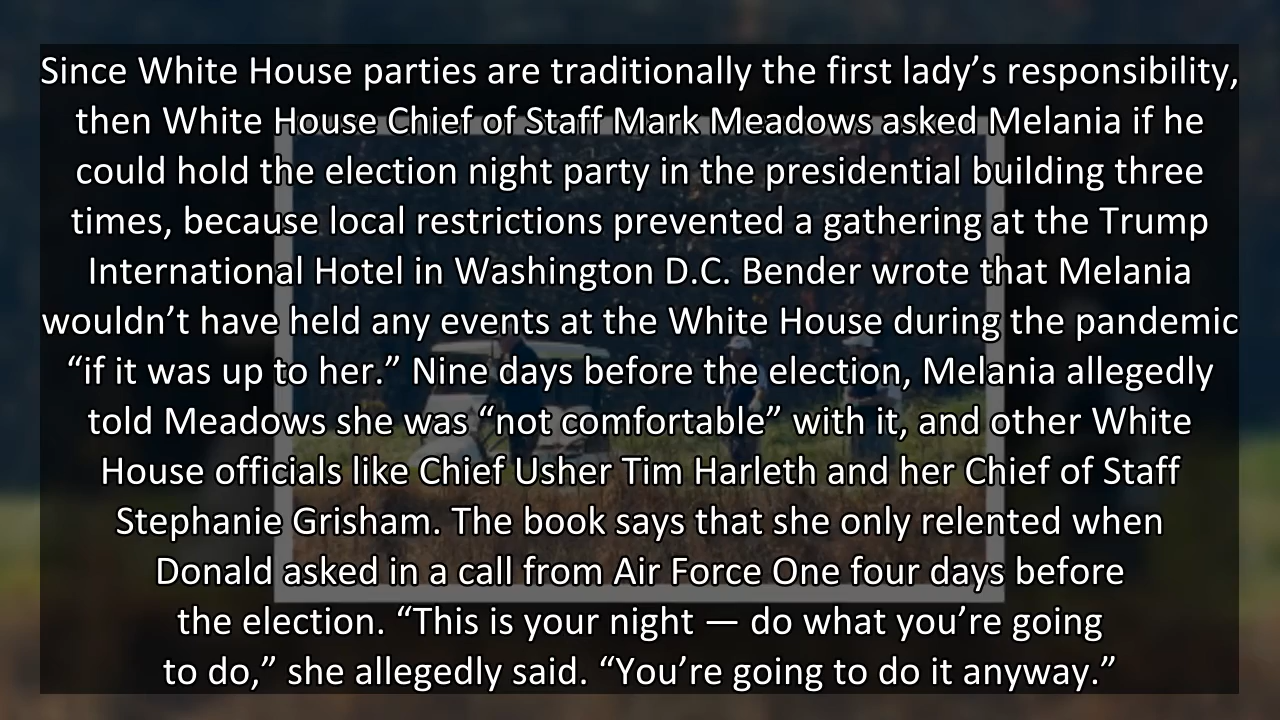 Since White House parties are traditionally the first lady’s responsibility,
then White House Chief of Staff Mark Meadows asked Melania if he
could hold the election night party in the presidential building three
times, because local restrictions prevented a gathering at the Trump
International Hotel in Washington D.C. Bender wrote that Melania
wouldn’t have held any events at the White House during the pandemic
“if it was up to her.” Nine days before the election, Melania allegedly
told Meadows she was “not comfortable” with it, and other White
House officials like Chief Usher Tim Harleth and her Chief of Staff
Stephanie Grisham. The book says that she only relented when
Donald asked in a call from Air Force One four days before
the election. “This is your night — do what you’re going
to do,” she allegedly said. “You’re going to do it anyway.”